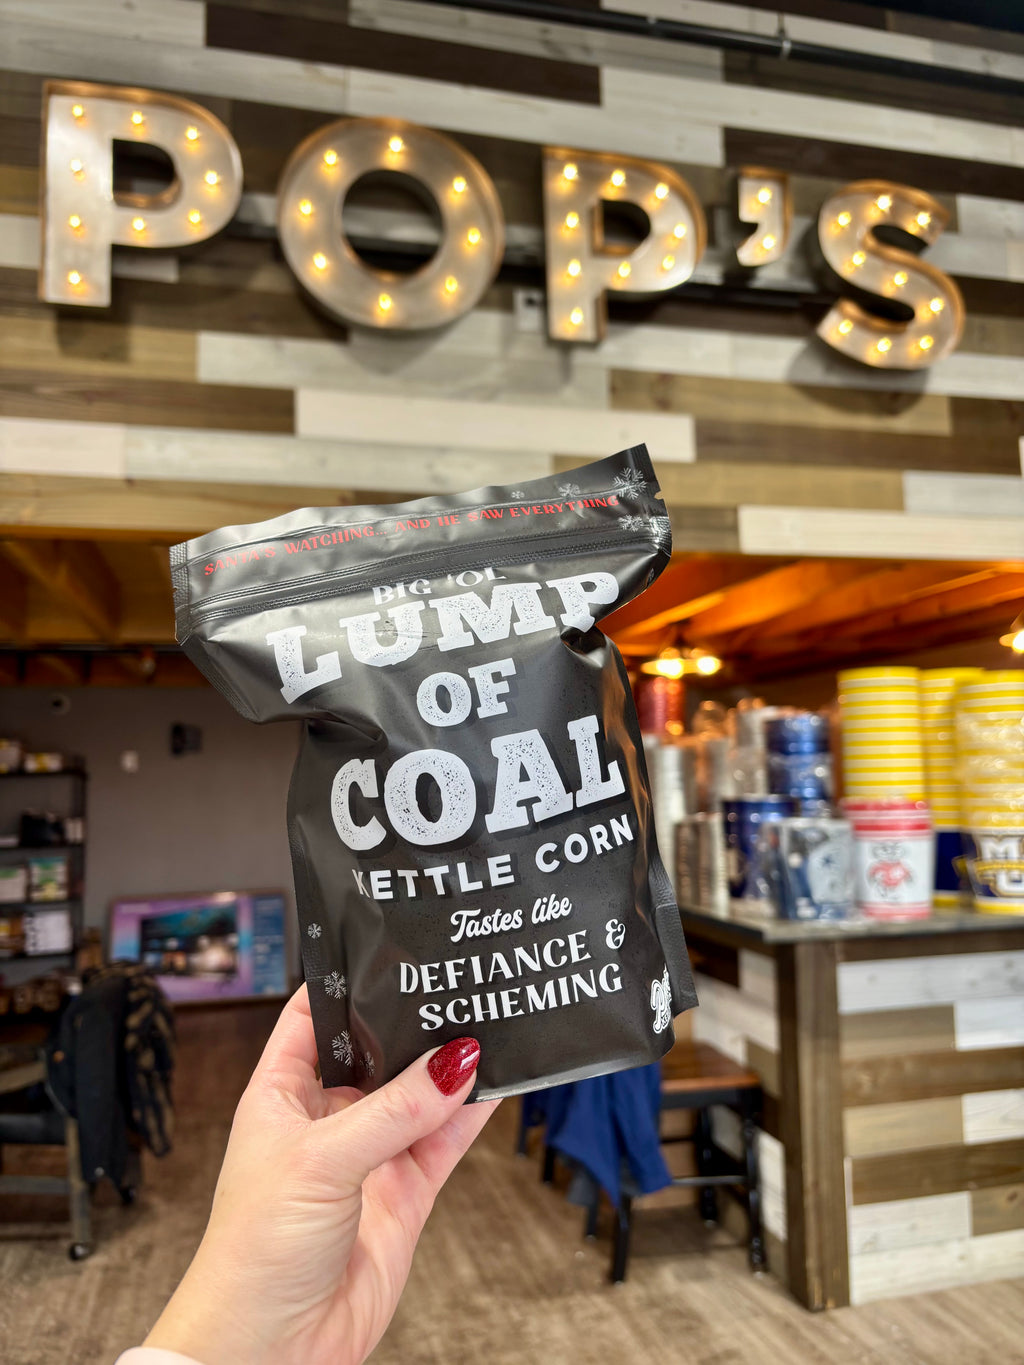 POP'S
SANTA'S WATCHING... AND HE SAW EVERYTHING
BIG 'OL
LUMP
OF
COAL
KETTLE CORN
Tastes like
DEFIANCE &
SCHEMING